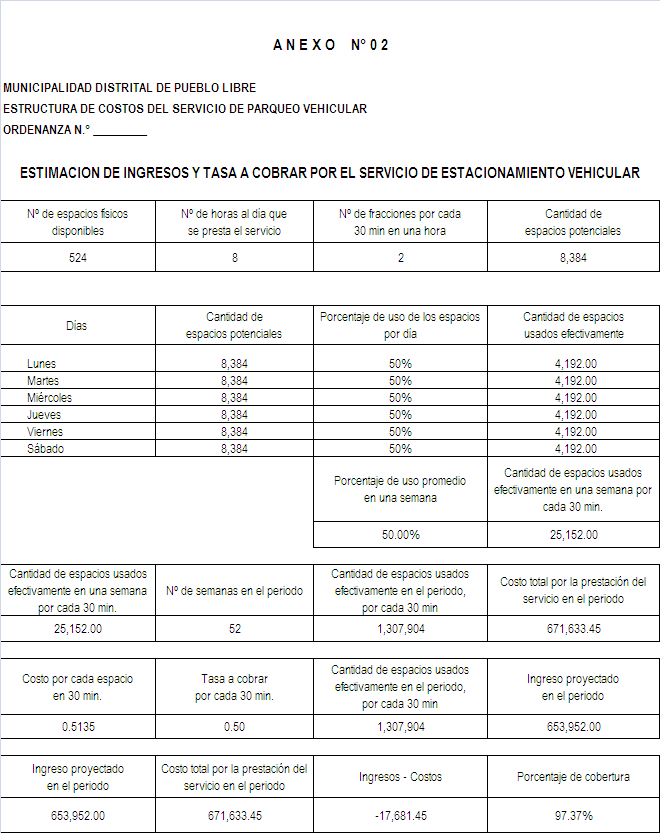 ANEXO Nº 02
MUNICIPALIDAD DISTRITAL DE PUEBLO LIBRE
ESTRUCTURA DE COSTOS DEL SERVICIO DE PARQUEO VEHICULAR
ORDENANZA N.º ________
ESTIMACION DE INGRESOS Y TASA A COBRAR POR EL SERVICIO DE ESTACIONAMIENTO VEHICULAR
Nº de espacios físicos disponibles | Nº de horas al día que se presta el servicio | Nº de fracciones por cada 30 min en una hora | Cantidad de espacios potenciales
524 | 8 | 2 | 8,384
Días | Cantidad de espacios potenciales | Porcentaje de uso de los espacios por día | Cantidad de espacios usados efectivamente
Lunes | 8,384 | 50% | 4,192.00
Martes | 8,384 | 50% | 4,192.00
Miércoles | 8,384 | 50% | 4,192.00
Jueves | 8,384 | 50% | 4,192.00
Viernes | 8,384 | 50% | 4,192.00
Sábado | 8,384 | 50% | 4,192.00
Porcentaje de uso promedio en una semana | Cantidad de espacios usados efectivamente en una semana por cada 30 min.
50.00% | 25,152.00
Cantidad de espacios usados efectivamente en una semana por cada 30 min. | Nº de semanas en el periodo | Cantidad de espacios usados efectivamente en el periodo, por cada 30 min | Costo total por la prestación del servicio en el periodo
25,152.00 | 52 | 1,307,904 | 671,633.45
Costo por cada espacio en 30 min. | Tasa a cobrar por cada 30 min. | Cantidad de espacios usados efectivamente en el periodo, por cada 30 min | Ingreso proyectado en el periodo
0.5135 | 0.50 | 1,307,904 | 653,952.00
Ingreso proyectado en el periodo | Costo total por la prestación del servicio en el periodo | Ingresos - Costos | Porcentaje de cobertura
653,952.00 | 671,633.45 | -17,681.45 | 97.37%